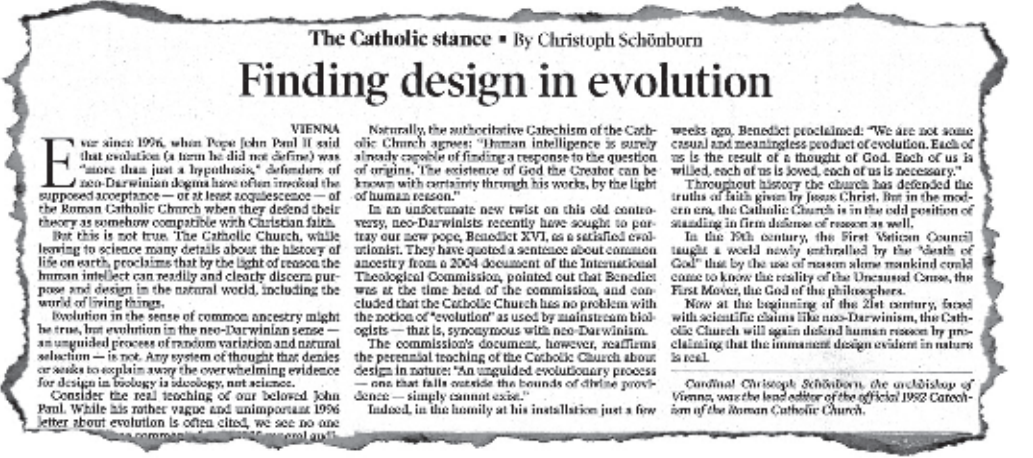 The Catholic stance ▪ By Christoph Schönborn
Finding design in evolution
VIENNA
Ever since 1996, when Pope John Paul II said
that evolution (a term he did not define) was
"more than just a hypothesis," defenders of
neo-Darwinian dogma have often invoked the
supposed acceptance — or at least acquiescence — of
the Roman Catholic Church when they defend their
theory as somehow compatible with Christian faith.
But this is not true. The Catholic Church, while
leaving to science many details about the history of
life on earth, proclaims that by the light of reason the
human intellect can readily and clearly discern pur-
pose and design in the natural world, including the
world of living things.
Evolution in the sense of common ancestry might
be true, but evolution in the neo-Darwinian sense —
an unguided process of random variation and natural
selection — is not. Any system of thought that denies
or seeks to explain away the overwhelming evidence
for design in biology is ideology, not science.
Consider the real teaching of our beloved John
Paul. While his rather vague and unimportant 1996
letter about evolution is often cited, we see no one
Naturally, the authoritative Catechism of the Cath-
olic Church agrees: "Human intelligence is surely
already capable of finding a response to the question
of origins. The existence of God the Creator can be
known with certainty through his works, by the light
of human reason."
In an unfortunate new twist on this old contro-
versy, neo-Darwinists recently have sought to por-
tray our new pope, Benedict XVI, as a satisfied evol-
utionist. They have quoted a sentence about common
ancestry from a 2004 document of the International
Theological Commission, pointed out that Benedict
was at the time head of the commission, and con-
cluded that the Catholic Church has no problem with
the notion of "evolution" as used by mainstream biol-
ogists — that is, synonymous with neo-Darwinism.
The commission's document, however, reaffirms
the perennial teaching of the Catholic Church about
design in nature: "An unguided evolutionary process
— one that falls outside the bounds of divine provi-
dence — simply cannot exist."
Indeed, in the homily at his installation just a few
weeks ago, Benedict proclaimed: "We are not some
casual and meaningless product of evolution. Each of
us is the result of a thought of God. Each of us is
willed, each of us is loved, each of us is necessary."
Throughout history the church has defended the
truths of faith given by Jesus Christ. But in the mod-
ern era, the Catholic Church is in the odd position of
standing in firm defense of reason as well.
In the 19th century, the First Vatican Council
taught a world newly enthralled by the "death of
God" that by the use of reason alone mankind could
come to know the reality of the Uncaused Cause, the
First Mover, the God of the philosophers.
Now at the beginning of the 21st century, faced
with scientific claims like neo-Darwinism, the Cath-
olic Church will again defend human reason by pro-
claiming that the immanent design evident in nature
is real.
Cardinal Christoph Schönborn, the archbishop of
Vienna, was the lead editor of the official 1992 Catech-
ism of the Roman Catholic Church.